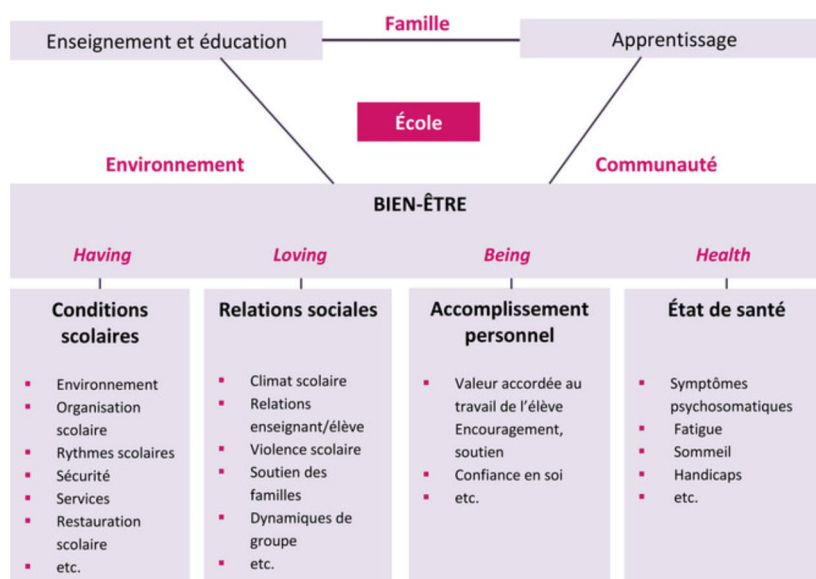 Famille
Enseignement et éducation
Apprentissage
École
Environnement
Communauté
BIEN-ÊTRE
Having
Loving
Being
Health
Conditions
scolaires
▪ Environnement
▪ Organisation
scolaire
▪ Rythmes scolaires
▪ Sécurité
▪ Services
▪ Restauration
scolaire
▪ etc.
Relations sociales
▪ Climat scolaire
▪ Relations
enseignant/élève
▪ Violence scolaire
▪ Soutien des
familles
▪ Dynamiques de
groupe
▪ etc.
Accomplissement
personnel
▪ Valeur accordée au
travail de l’élève
Encouragement,
soutien
▪ Confiance en soi
▪ etc.
État de santé
▪ Symptômes
psychosomatiques
▪ Fatigue
▪ Sommeil
▪ Handicaps
▪ etc.